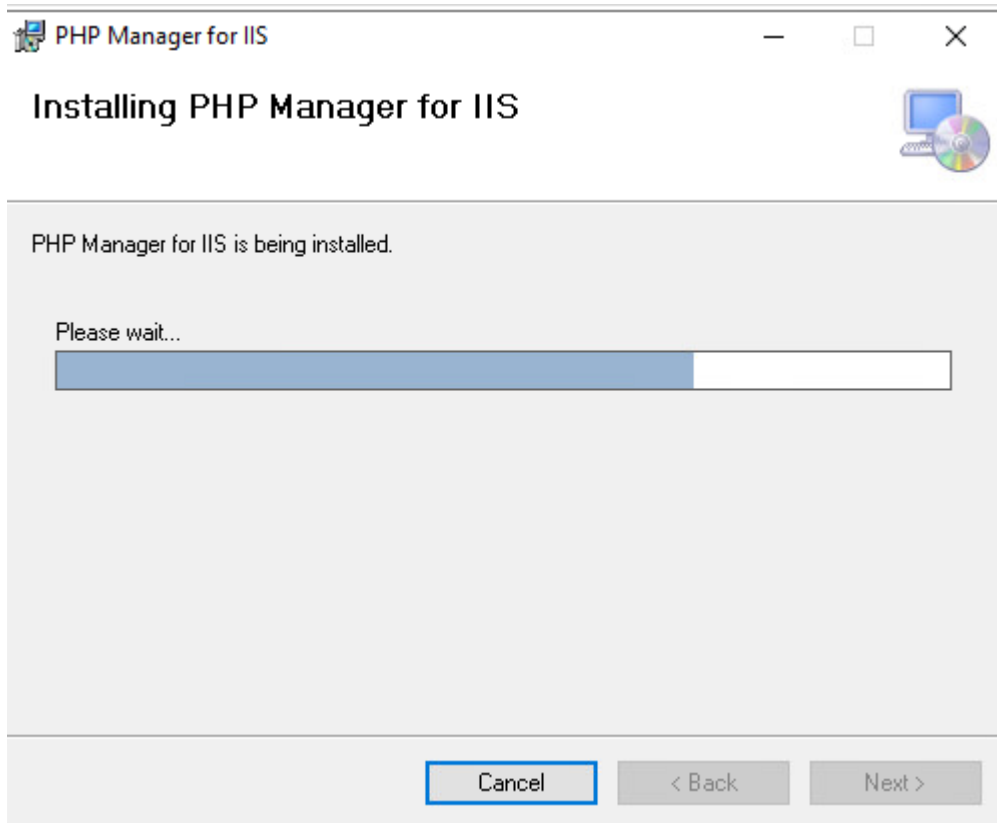 PHP Manager for IIS
Installing PHP Manager for IIS
PHP Manager for IIS is being installed.
Please wait...
Cancel
< Back
Next >